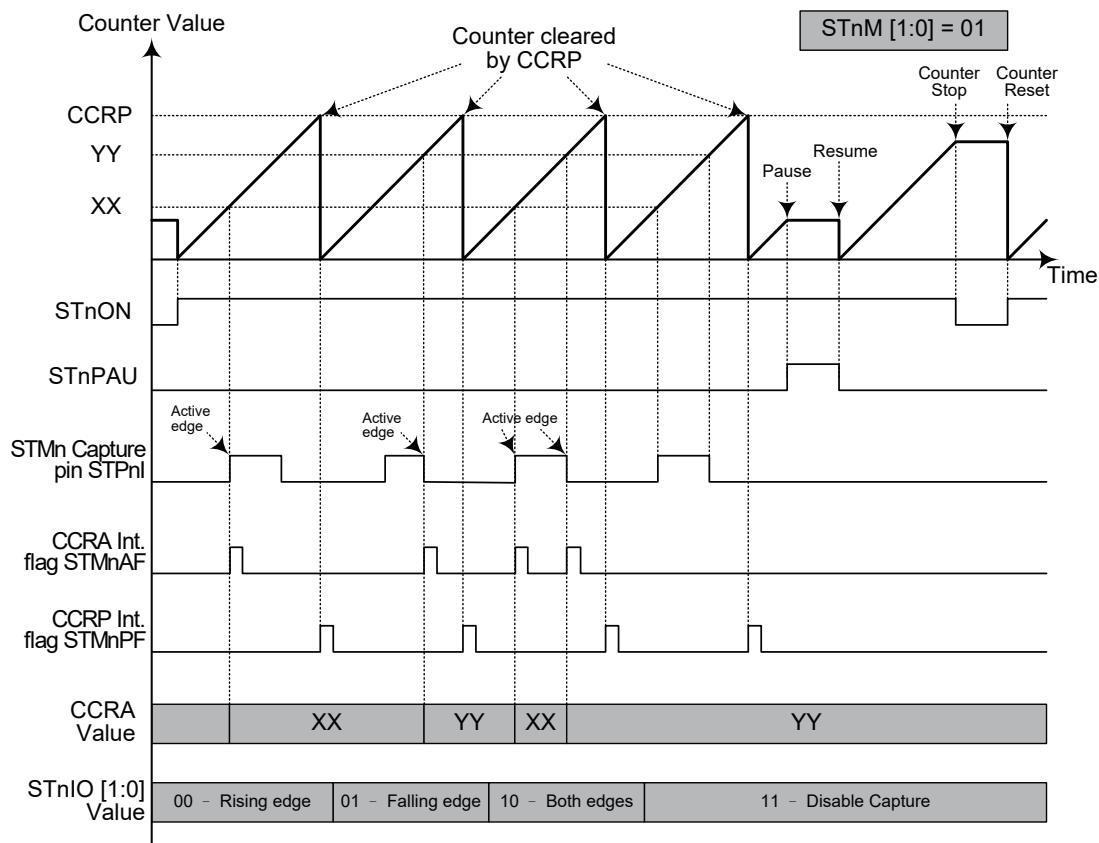 Counter Value
STnM [1:0] = 01
Counter cleared
by CCRP
Counter
Stop
Counter
Reset
CCRP
YY
Resume
Pause
XX
Time
STnON
STnPAU
Active
edge
Active
edge
Active edge
STMn Capture
pin STPnI
CCRA Int.
flag STMnAF
CCRP Int.
flag STMnPF
CCRA
Value
XX
YY
XX
YY
STnIO [1:0]
Value
00 – Rising edge
01 – Falling edge
10 – Both edges
11 – Disable Capture